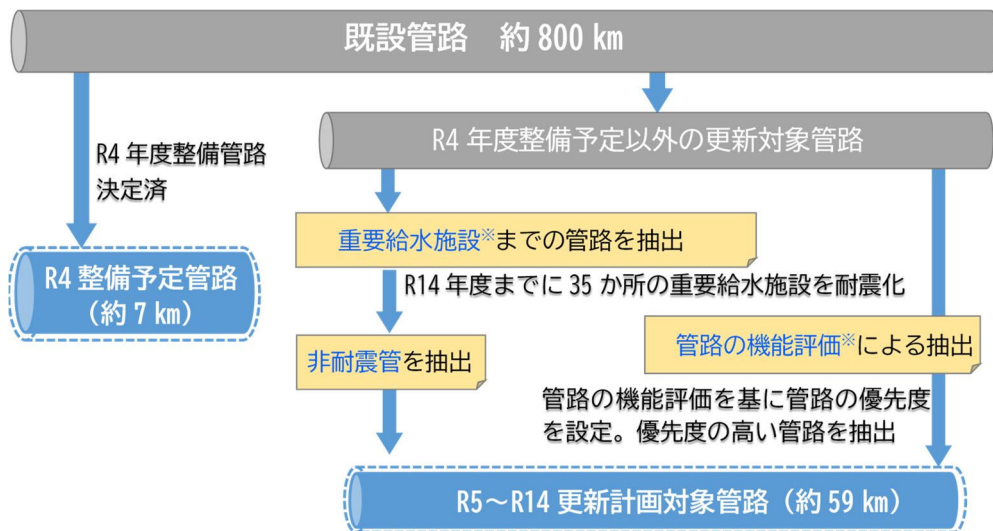 既設管路　約 800 km
R4 年度整備予定以外の更新対象管路
R4 年度整備管路
決定済
重要給水施設※までの管路を抽出
R4 整備予定管路
（約 7 km）
R14 年度までに 35 か所の重要給水施設を耐震化
非耐震管を抽出
管路の機能評価※による抽出
管路の機能評価を基に管路の優先度
を設定。優先度の高い管路を抽出
R5～R14 更新計画対象管路（約 59 km）